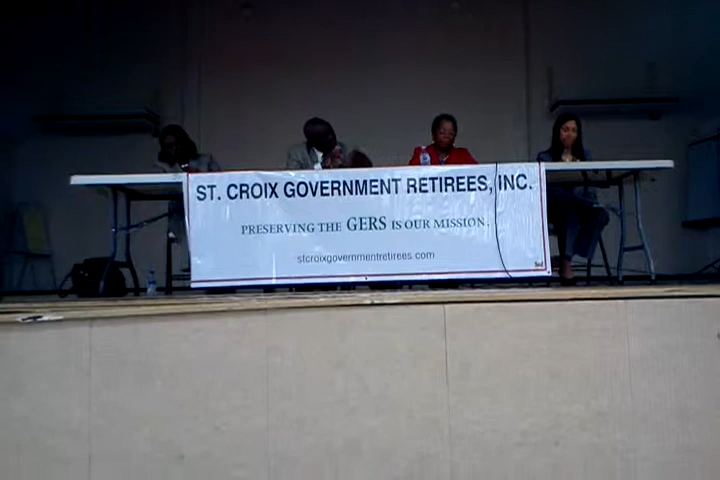 ST. CROIX GOVERNMENT RETIREES, INC.
PRESERVING THE GERS IS OUR MISSION.
stcroixgovernmentretirees.com